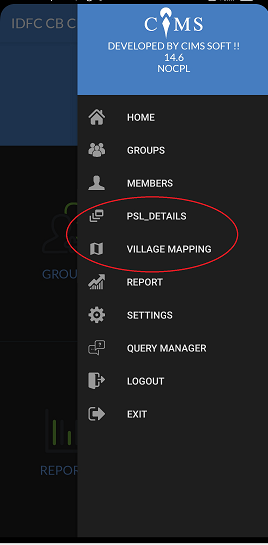 IDFC CB C
CIMS
DEVELOPED BY CIMS SOFT !!
14.6
NOCPL
HOME
GROUPS
MEMBERS
PSL_DETAILS
VILLAGE MAPPING
GROU
REPORT
SETTINGS
QUERY MANAGER
LOGOUT
EXIT
REPOR